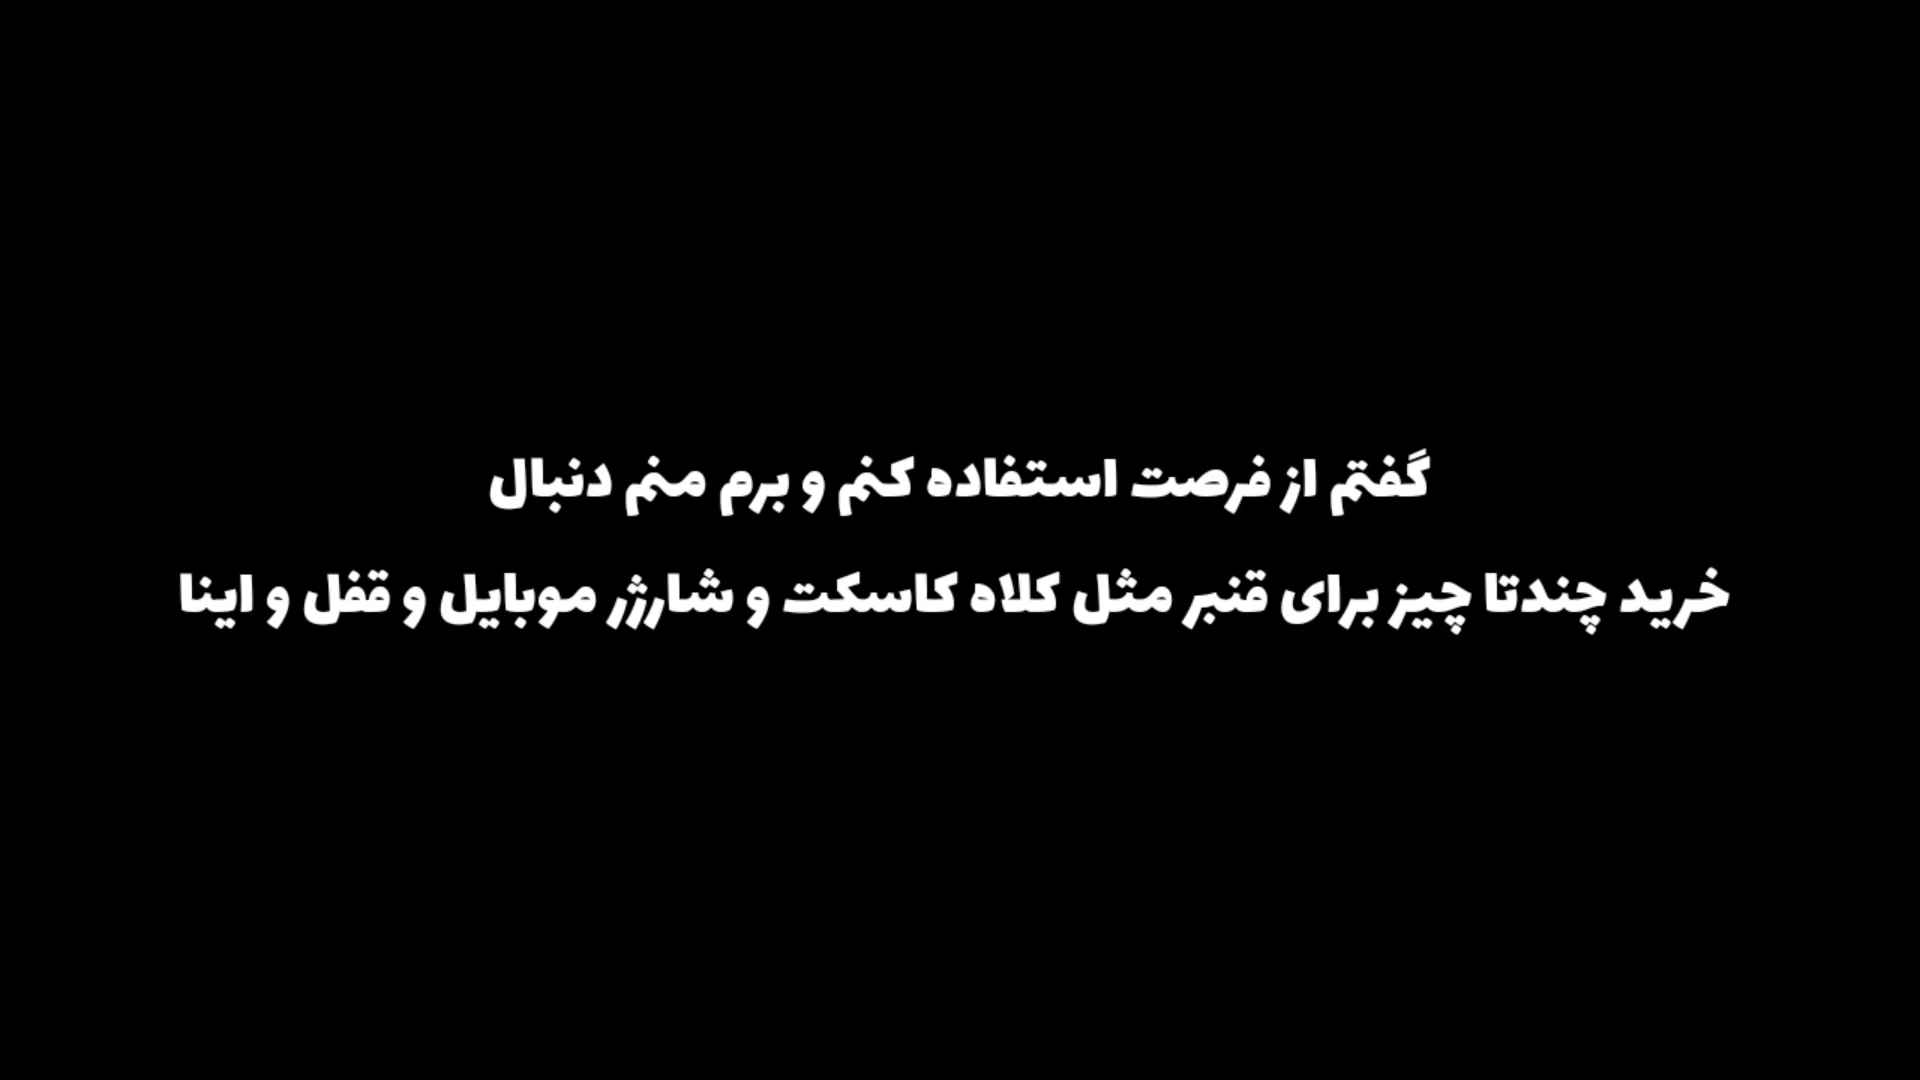 گفتم از فرصت استفاده کنم و برم منم دنبال
خرید چندتا چیز برای قنبر مثل کلاه کاسکت و شارژر موبایل و قفل و اینا